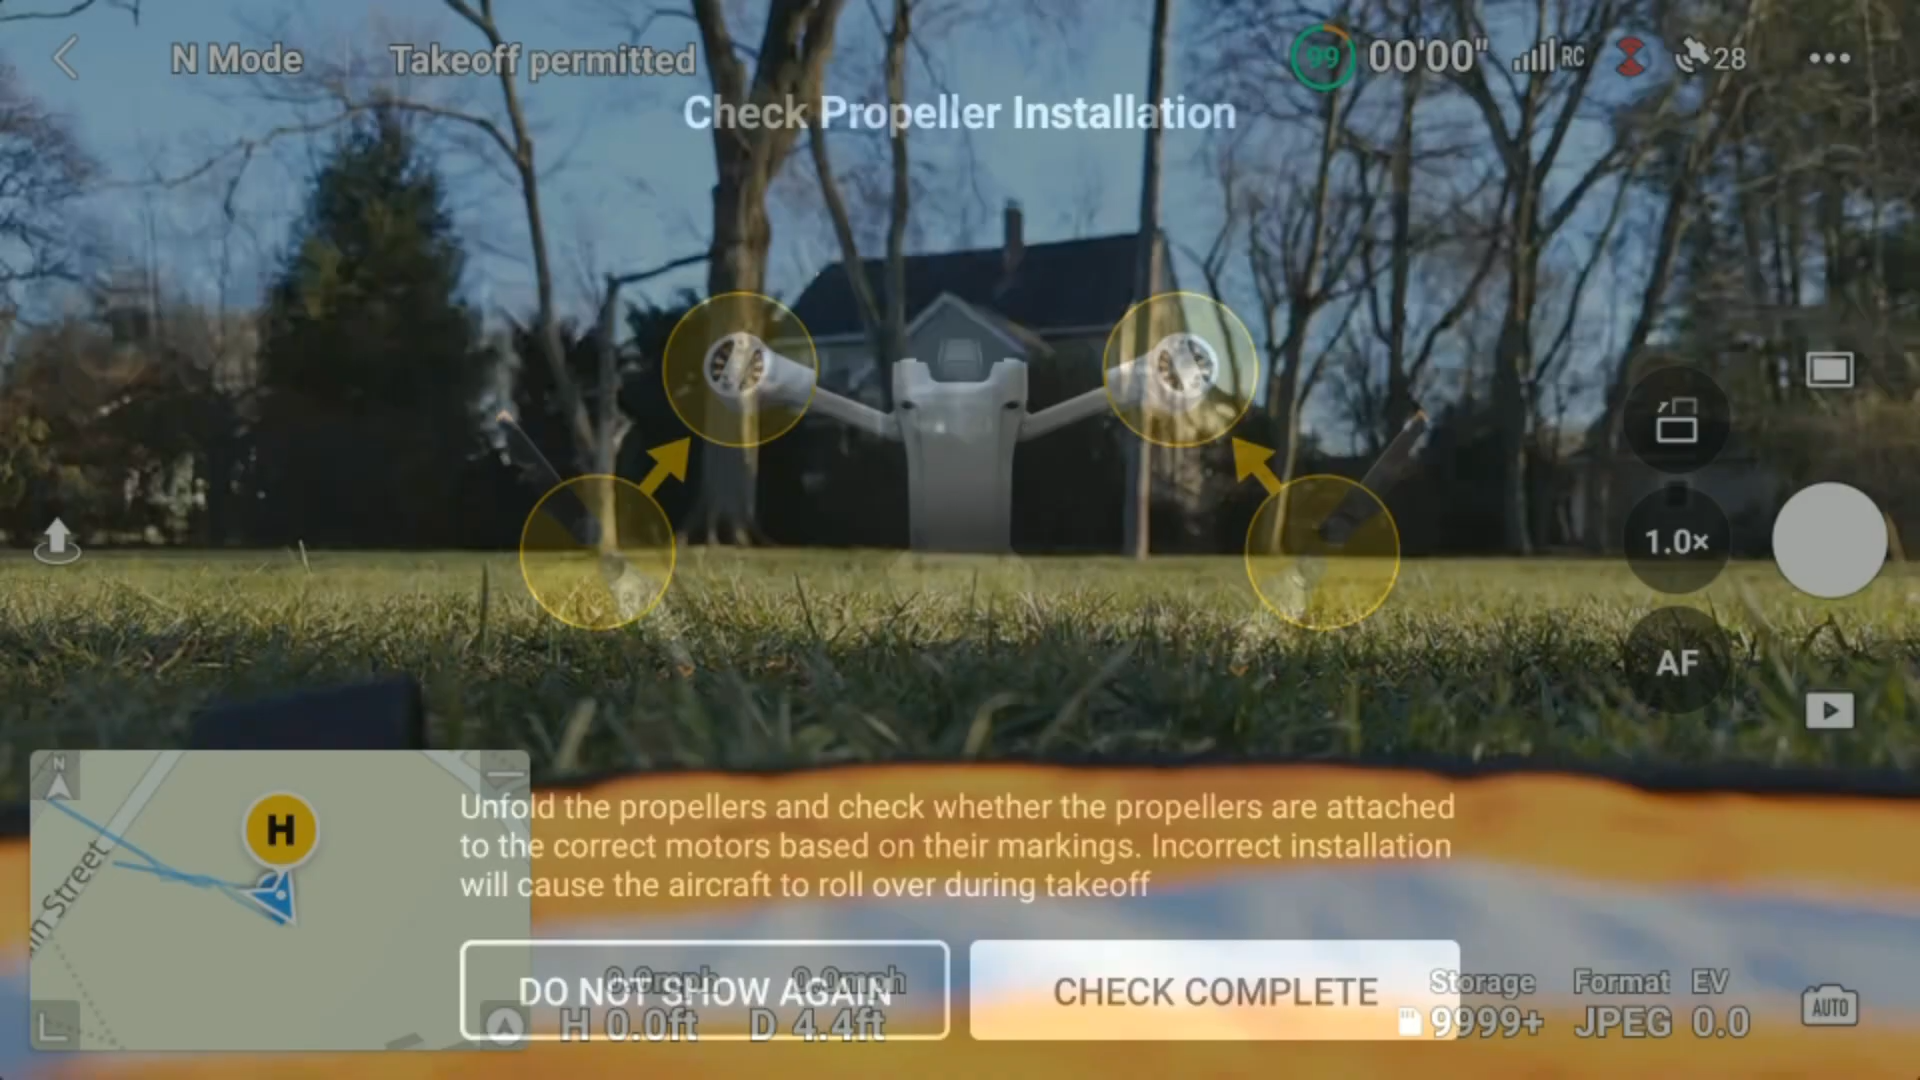 N Mode
Takeoff permitted
99
00'00"
RC
28
Check Propeller Installation
1.0×
AF
N
H
in Street
Unfold the propellers and check whether the propellers are attached
to the correct motors based on their markings. Incorrect installation
will cause the aircraft to roll over during takeoff
DO NOT SHOW AGAIN
CHECK COMPLETE
0.0mph
0.0mph
H 0.0ft
D 4.4ft
Storage
9999+
Format
JPEG
EV
0.0
AUTO